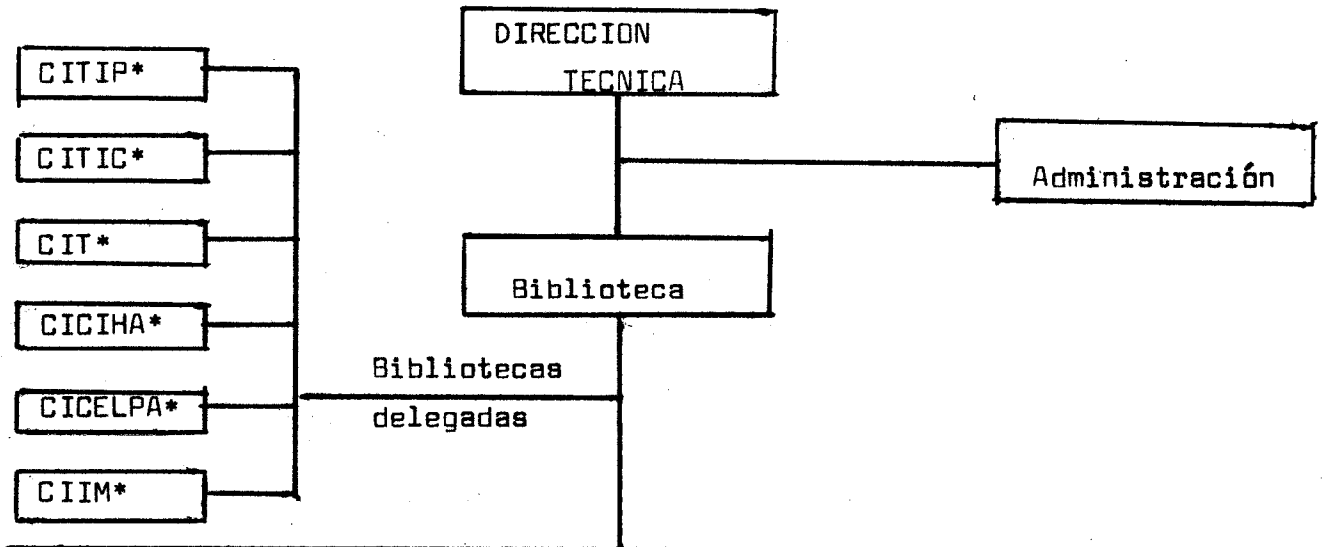 DIRECCION
TECNICA
CITIP*
CITIC*
CIT*
CICIHA*
CICELPA*
CIIM*
Administración
Biblioteca
Bibliotecas
delegadas